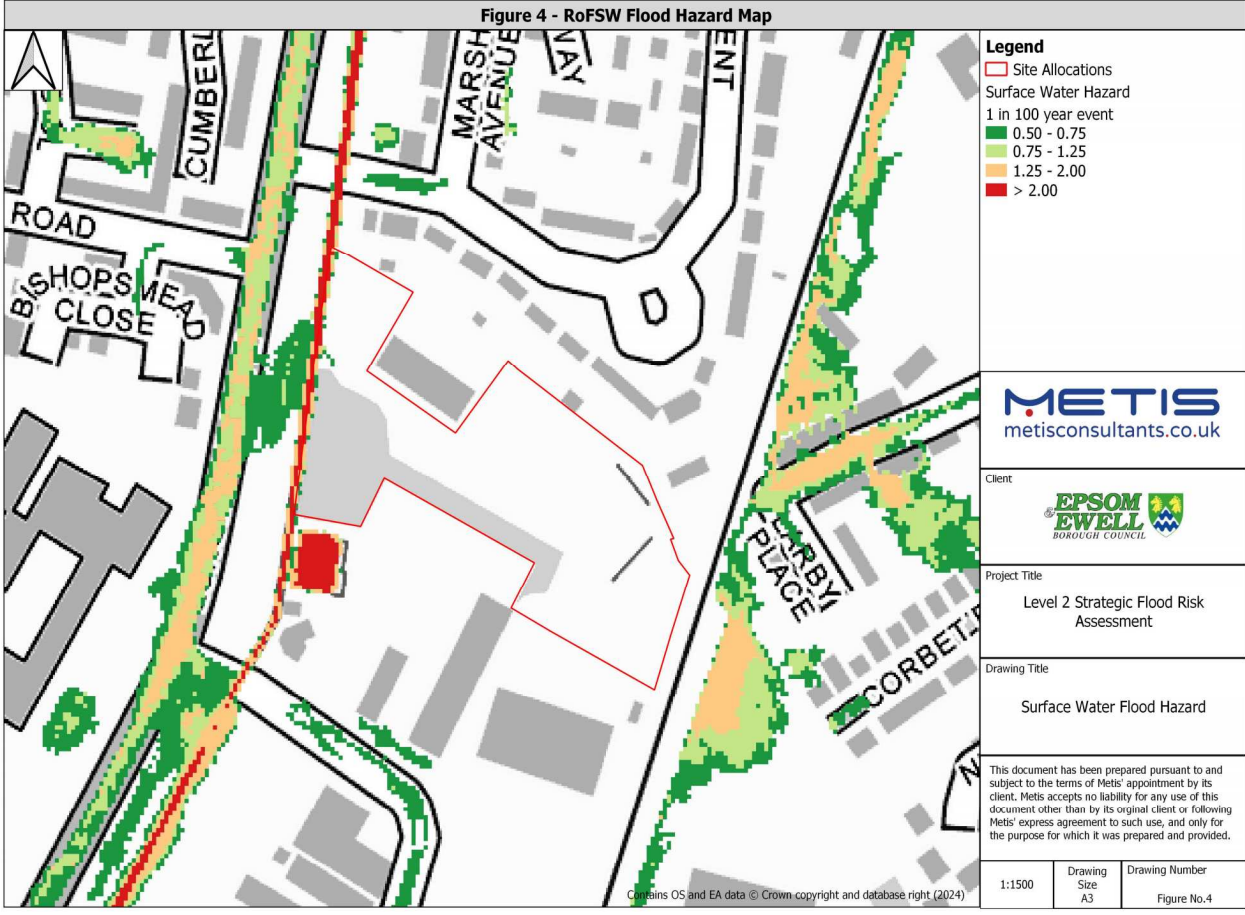 Figure 4 - RoFSW Flood Hazard Map
CUMBERL
MARSH
AVENUE
WAY
ENT
ROAD
BISHOPSMEAD
CLOSE
LARBY
PLACE
CORBET
Contains OS and EA data © Crown copyright and database right (2024)
Legend
Site Allocations
Surface Water Hazard
1 in 100 year event
0.50 - 0.75
0.75 - 1.25
1.25 - 2.00
> 2.00
METIS
metisconsultants.co.uk
Client
EPSOM
& EWELL
BOROUGH COUNCIL
Project Title
Level 2 Strategic Flood Risk
Assessment
Drawing Title
Surface Water Flood Hazard
This document has been prepared pursuant to and
subject to the terms of Metis' appointment by its
client. Metis accepts no liability for any use of this
document other than by its orginal client or following
Metis' express agreement to such use, and only for
the purpose for which it was prepared and provided.
1:1500
Drawing
Size
A3
Drawing Number
Figure No.4